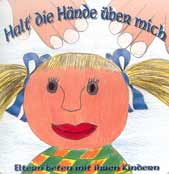 Halt' die Hände über mich
Eltern beten mit ihren Kindern